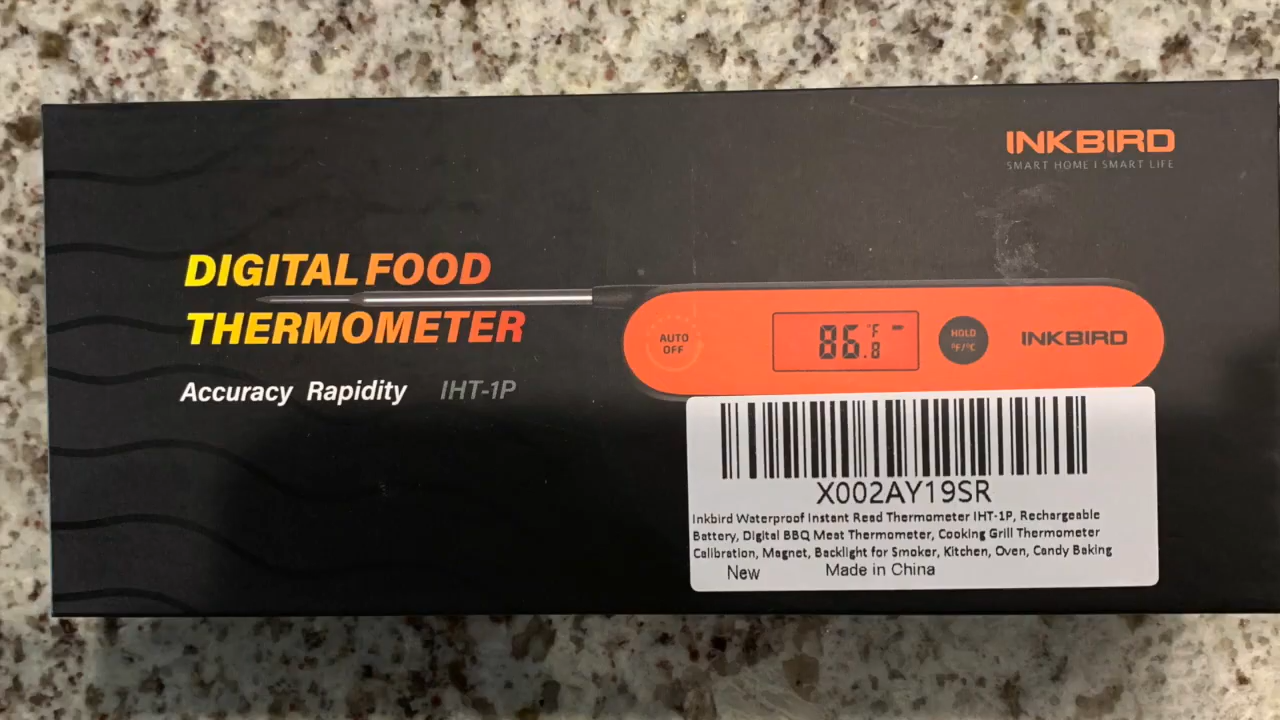 INKBIRD
SMART HOME | SMART LIFE
DIGITAL FOOD
THERMOMETER
Accuracy Rapidity IHT-1P
AUTO
OFF
86.8 °F
HOLD
°F/°C
INKBIRD
X002AY19SR
Inkbird Waterproof Instant Read Thermometer IHT-1P, Rechargeable
Battery, Digital BBQ Meat Thermometer, Cooking Grill Thermometer
Calibration, Magnet, Backlight for Smoker, Kitchen, Oven, Candy Baking
New Made in China